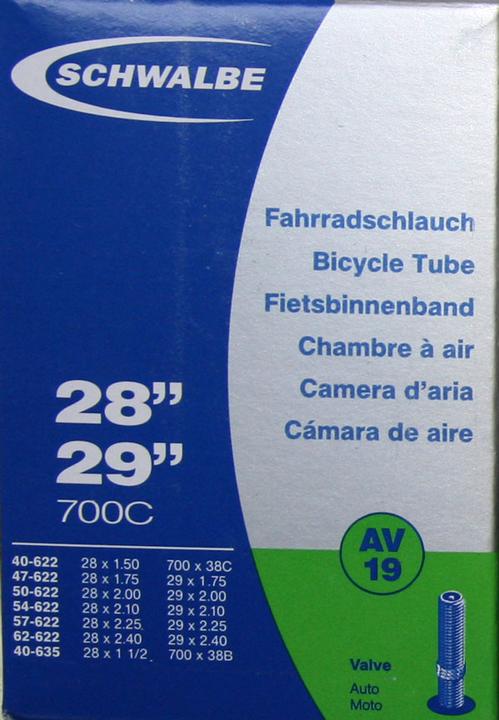 SCHWALBE
Fahrradschlauch
Bicycle Tube
Fietsbinnenband
Chambre à air
Camera d'aria
Cámara de aire
28”
29”
700C
40-622 28 x 1.50 700 x 38C
47-622 28 x 1.75 29 x 1.75
50-622 28 x 2.00 29 x 2.00
54-622 28 x 2.10 29 x 2.10
57-622 28 x 2.25 29 x 2.25
62-622 28 x 2.40 29 x 2.40
40-635 28 x 1 1/2 700 x 38B
AV
19
Valve
Auto
Moto